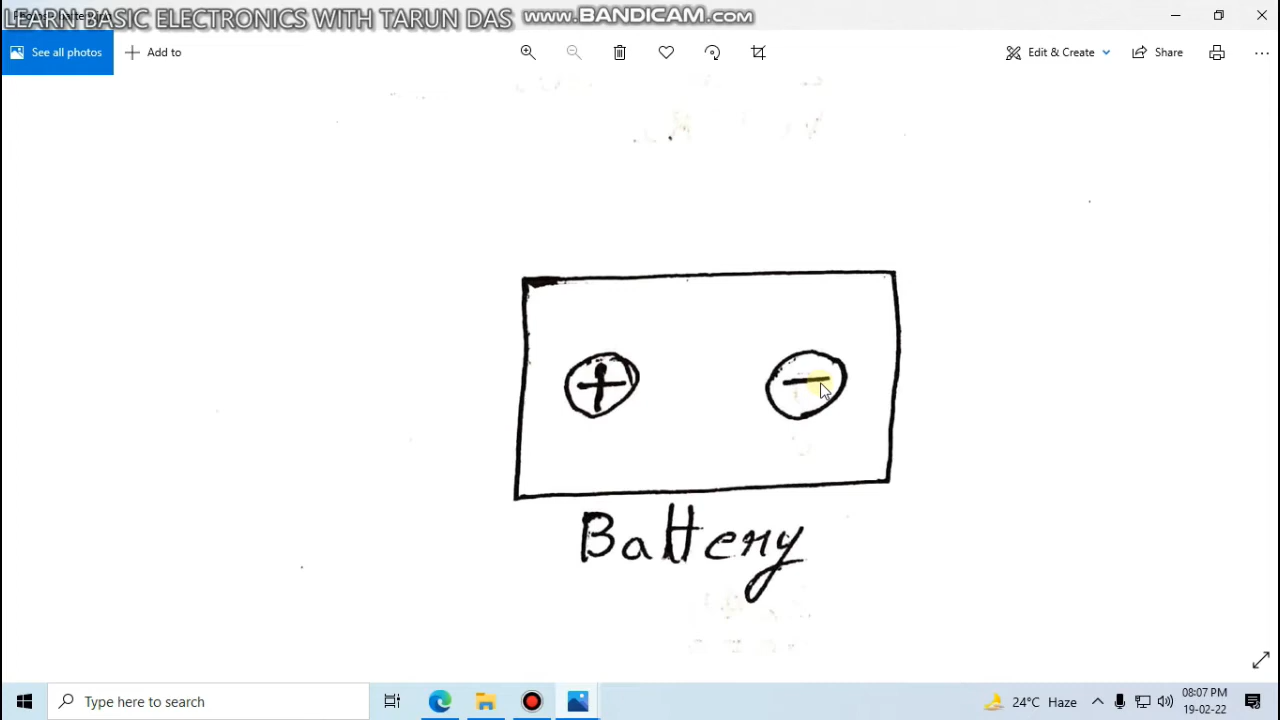 LEARN BASIC ELECTRONICS WITH TARUN DAS
www.BANDICAM.com
See all photos
Add to
Edit & Create
Share
Battery
Type here to search
24°C Haze
08:07 PM
19-02-22